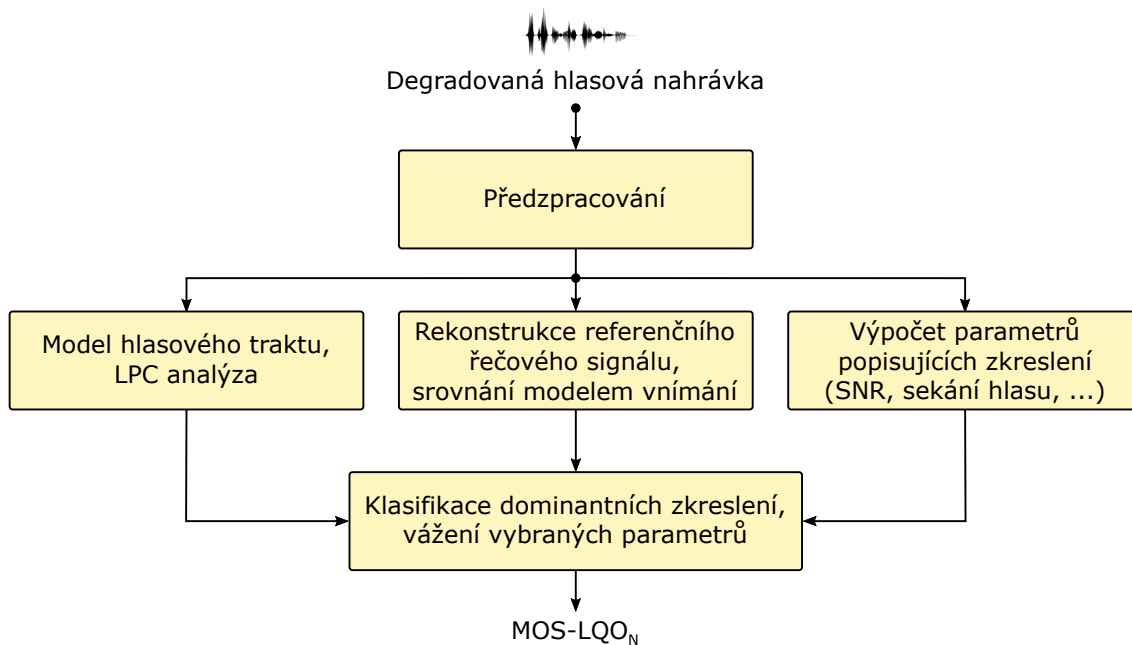 Degradovaná hlasová nahrávka
Předzpracování
Model hlasového traktu,
LPC analýza
Rekonstrukce referenčního
řečového signálu,
srovnání modelem vnímání
Výpočet parametrů
popisujících zkreslení
(SNR, sekání hlasu, ...)
Klasifikace dominantních zkreslení,
vážení vybraných parametrů
MOS-LQO_N